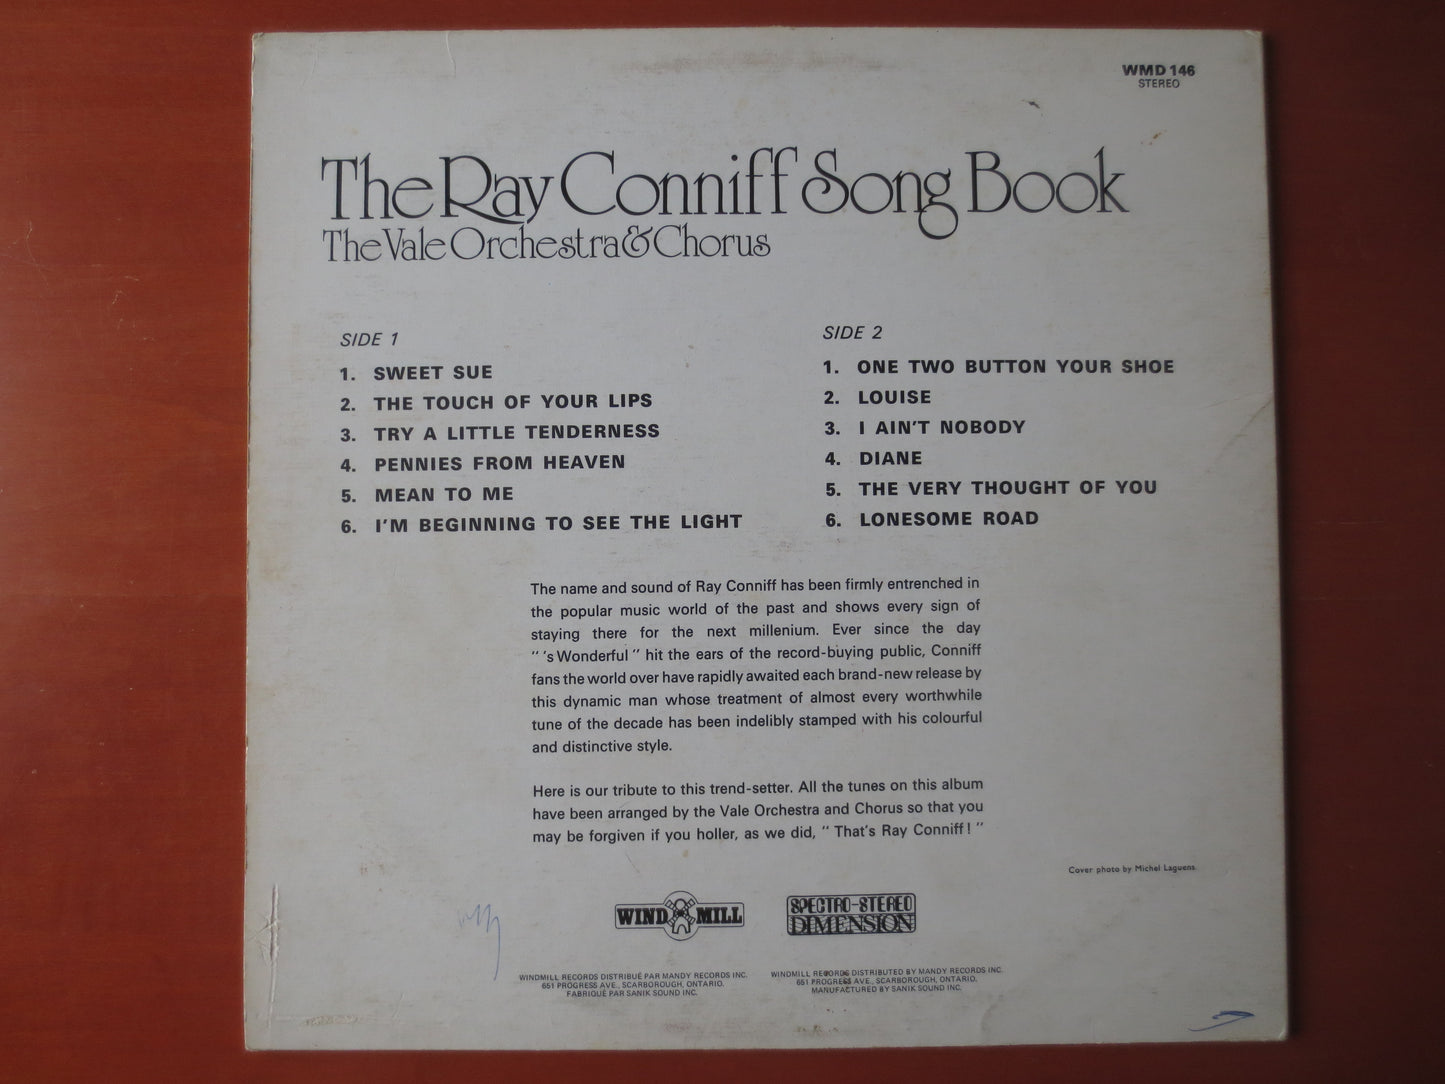 WMD 146
STEREO
The Ray Conniff Song Book
The Vale Orchestra & Chorus
SIDE 1
1. SWEET SUE
2. THE TOUCH OF YOUR LIPS
3. TRY A LITTLE TENDERNESS
4. PENNIES FROM HEAVEN
5. MEAN TO ME
6. I'M BEGINNING TO SEE THE LIGHT
SIDE 2
1. ONE TWO BUTTON YOUR SHOE
2. LOUISE
3. I AIN'T NOBODY
4. DIANE
5. THE VERY THOUGHT OF YOU
6. LONESOME ROAD
The name and sound of Ray Conniff has been firmly entrenched in
the popular music world of the past and shows every sign of
staying there for the next millenium. Ever since the day
" 's Wonderful " hit the ears of the record-buying public, Conniff
fans the world over have rapidly awaited each brand-new release by
this dynamic man whose treatment of almost every worthwhile
tune of the decade has been indelibly stamped with his colourful
and distinctive style.
Here is our tribute to this trend-setter. All the tunes on this album
have been arranged by the Vale Orchestra and Chorus so that you
may be forgiven if you holler, as we did, " That's Ray Conniff! "
Cover photo by Michel Laguens.
WIND MILL
SPECTRO-STEREO
DIMENSION
WINDMILL RECORDS DISTRIBUÉ PAR MANDY RECORDS INC.
651 PROGRESS AVE., SCARBOROUGH, ONTARIO.
FABRIQUÉ PAR SANIK SOUND INC.
WINDMILL RECORDS DISTRIBUTED BY MANDY RECORDS INC.
651 PROGRESS AVE., SCARBOROUGH, ONTARIO.
MANUFACTURED BY SANIK SOUND INC.